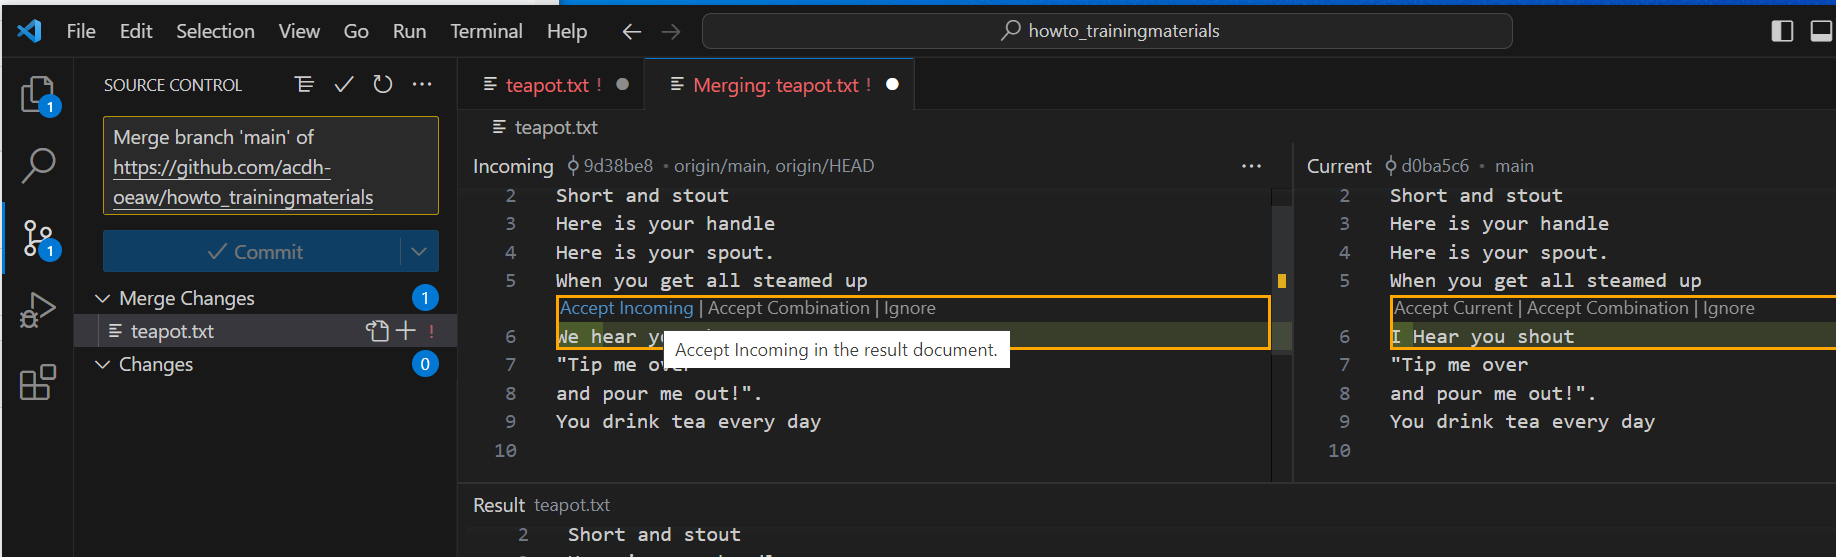 File Edit Selection View Go Run Terminal Help howto_trainingmaterials
SOURCE CONTROL
1
Merge branch 'main' of
https://github.com/acdh-
oeaw/howto_trainingmaterials
1
Commit
Merge Changes 1
teapot.txt !
Changes 0
teapot.txt !
Merging: teapot.txt !
teapot.txt
Incoming 9d38be8 • origin/main, origin/HEAD
2 Short and stout
3 Here is your handle
4 Here is your spout.
5 When you get all steamed up
Accept Incoming | Accept Combination | Ignore
6 We hear
Accept Incoming in the result document.
7 "Tip me
8 and pour me out!".
9 You drink tea every day
10
Current d0ba5c6 • main
2 Short and stout
3 Here is your handle
4 Here is your spout.
5 When you get all steamed up
Accept Current | Accept Combination | Ignore
6 I Hear you shout
7 "Tip me over
8 and pour me out!".
9 You drink tea every day
10
Result teapot.txt
2 Short and stout